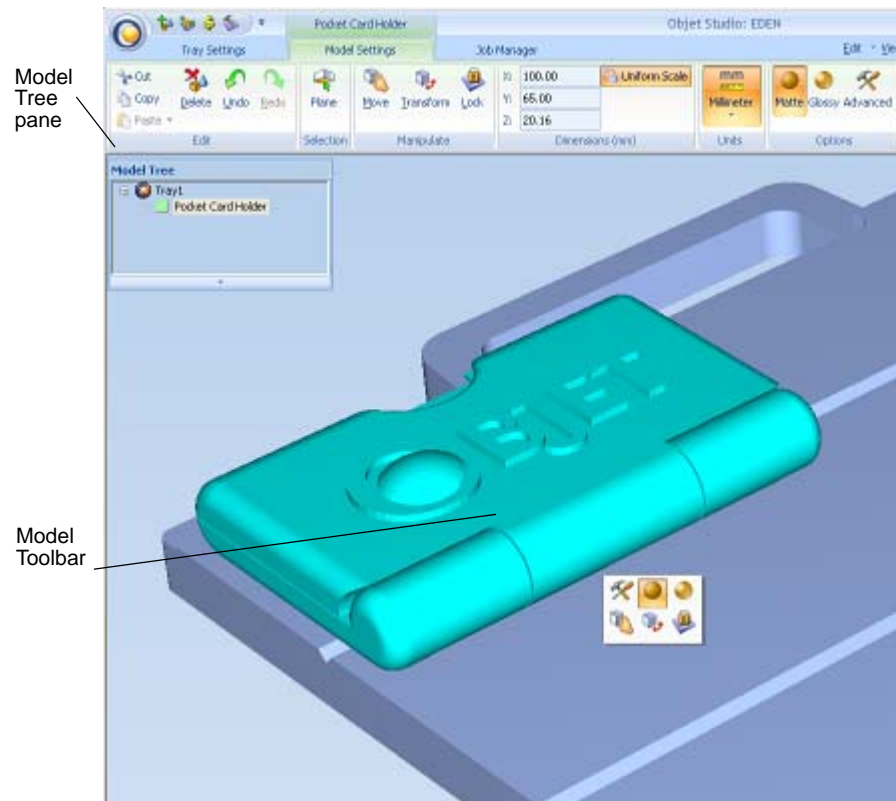 Pocket Card Holder
Objet Studio: EDEN
Tray Settings
Model Settings
Job Manager
Edit
Model
Tree
pane
Cut
Copy
Paste
Delete
Undo
Redo
Edit
Plane
Selection
Move
Transform
Lock
Manipulate
X: 100.00
Y: 65.00
Z: 20.16
Uniform Scale
Dimensions (mm)
mm
Millimeter
Units
Matte
Glossy
Advanced
Options
Model Tree
Tray1
Pocket Card Holder
OBJET
Model
Toolbar